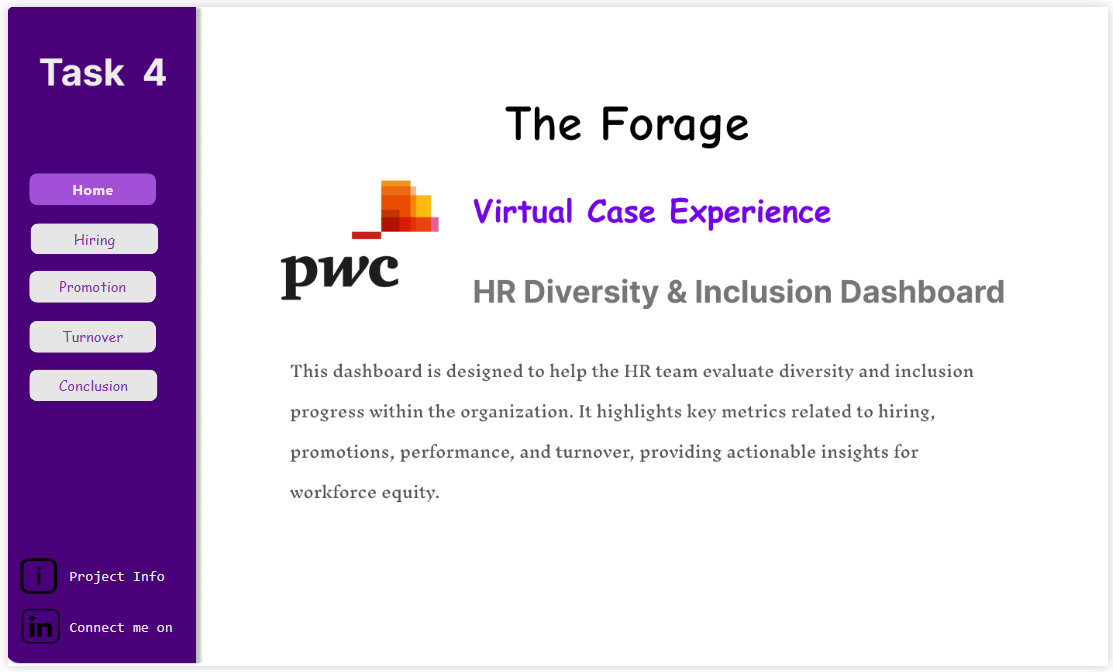 Task 4
Home
Hiring
Promotion
Turnover
Conclusion
i
Project Info
in
Connect me on
The Forage
pwc
Virtual Case Experience
HR Diversity & Inclusion Dashboard
This dashboard is designed to help the HR team evaluate diversity and inclusion
progress within the organization. It highlights key metrics related to hiring,
promotions, performance, and turnover, providing actionable insights for
workforce equity.